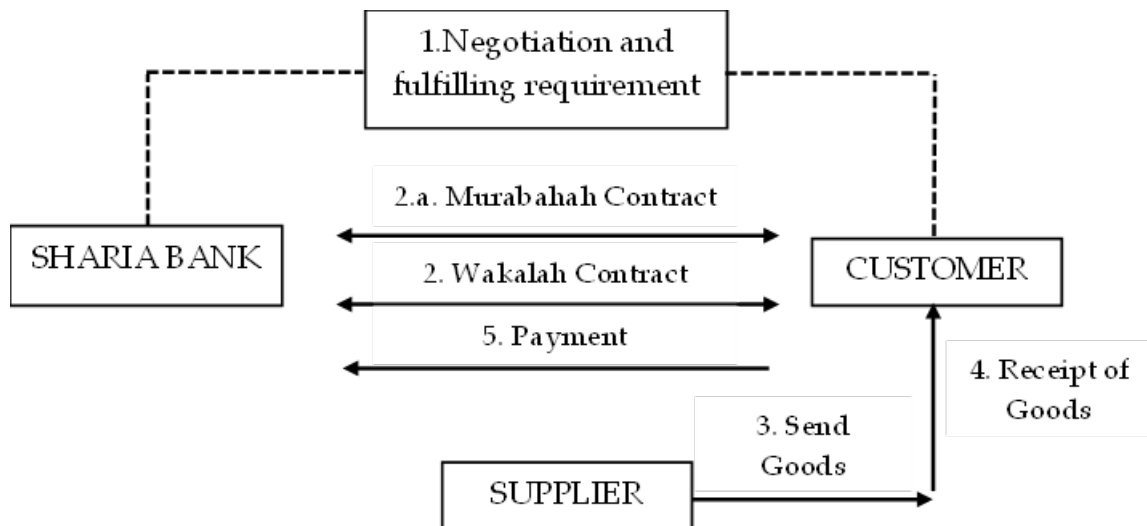 1.Negotiation and
fulfilling requirement
2.a. Murabahah Contract
SHARIA BANK
CUSTOMER
2. Wakalah Contract
5. Payment
4. Receipt of
Goods
3. Send
Goods
SUPPLIER